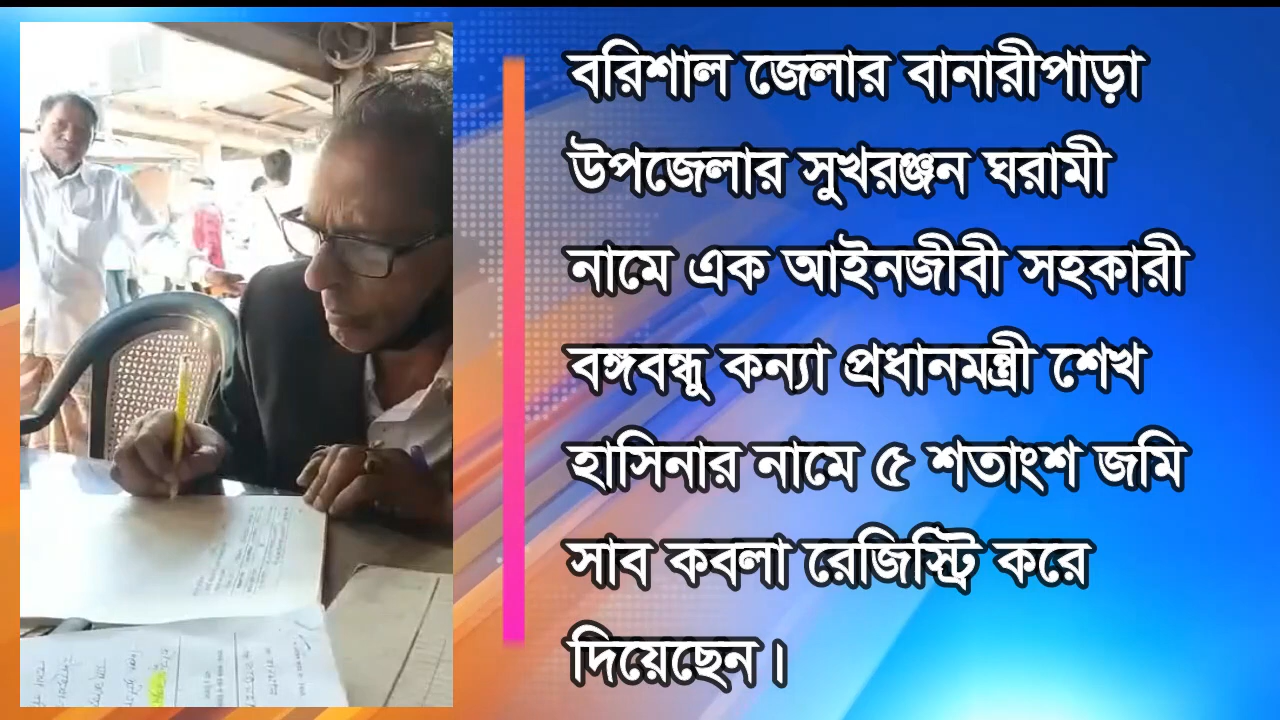 বরিশাল জেলার বানারীপাড়া
উপজেলার সুখরঞ্জন ঘরামী
নামে এক আইনজীবী সহকারী
বঙ্গবন্ধু কন্যা প্রধানমন্ত্রী শেখ
হাসিনার নামে ৫ শতাংশ জমি
সাব কবলা রেজিস্ট্রি করে
দিয়েছেন।